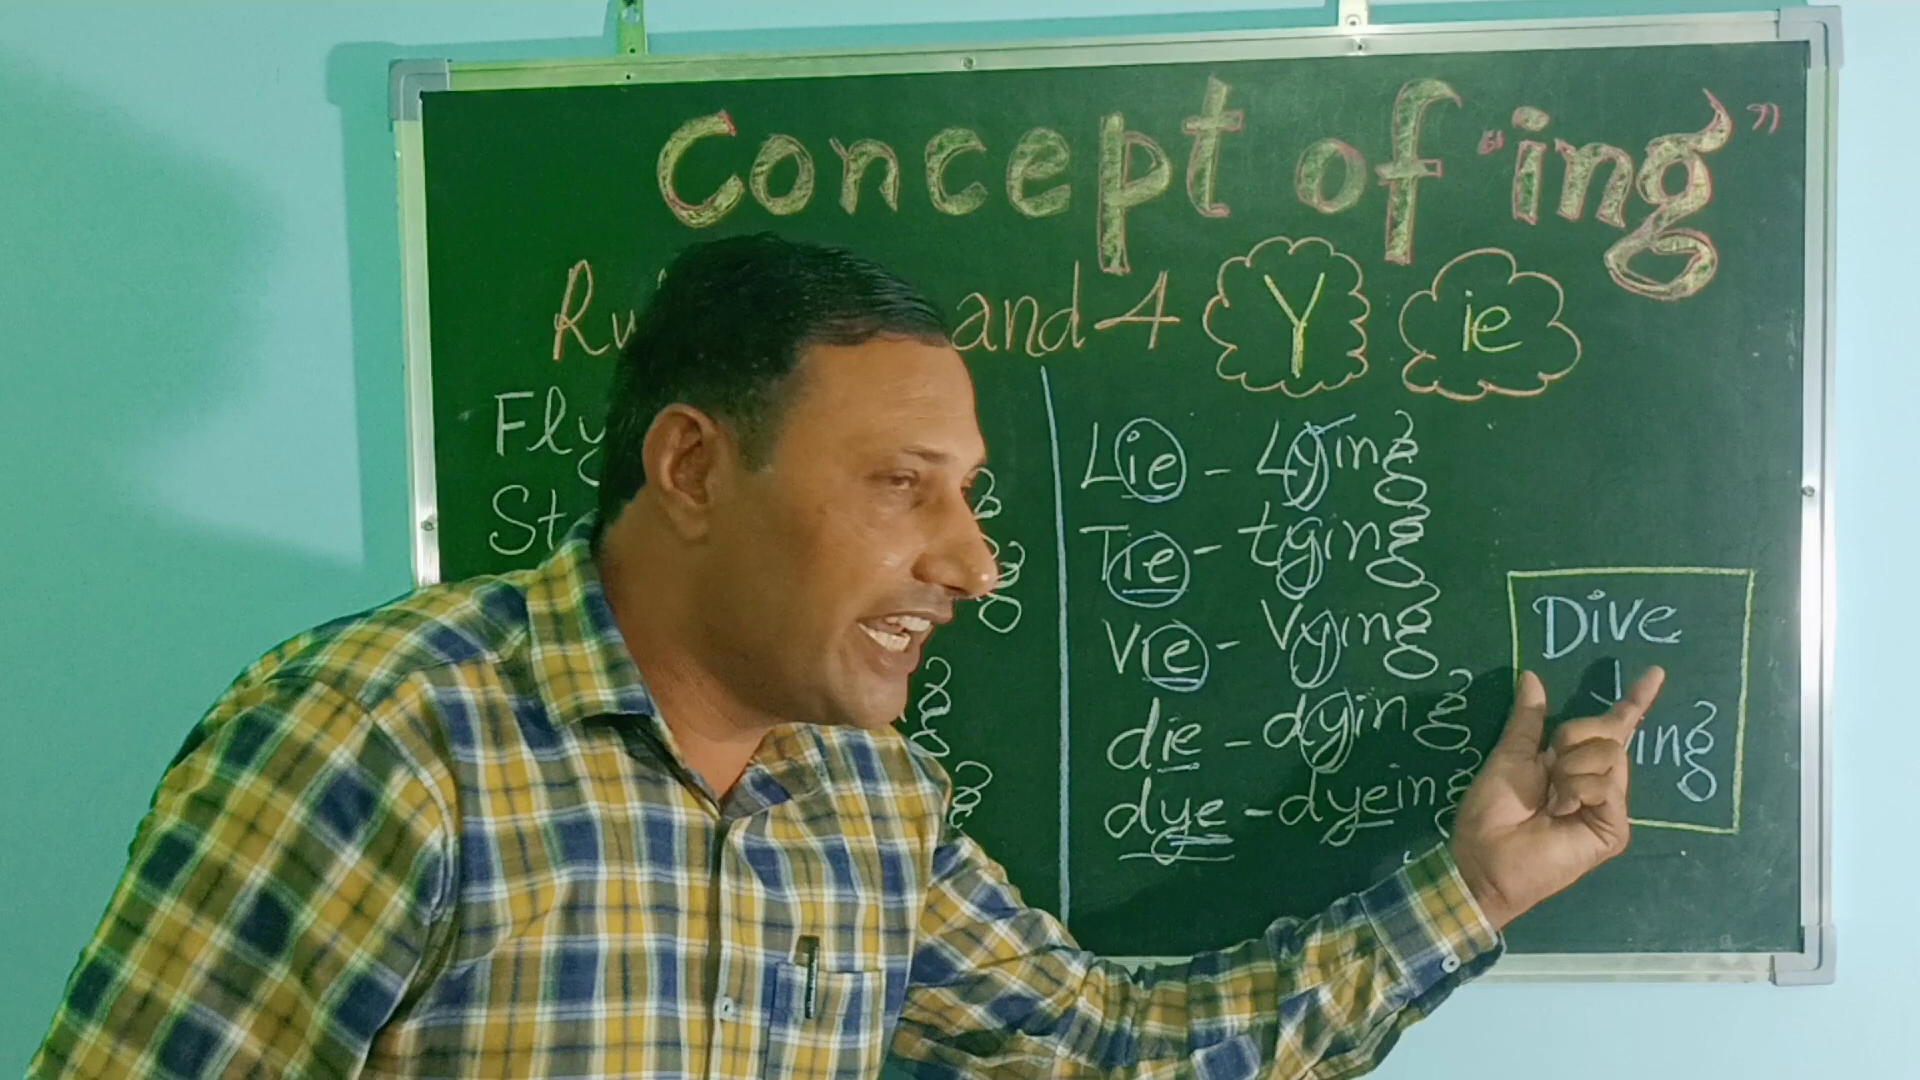 Concept of "ing"
and 4 Y ie
Fly
Lie - Lying
Tie - tying
Vie - Vying
die - dying
dye - dyeing
Dive
ing